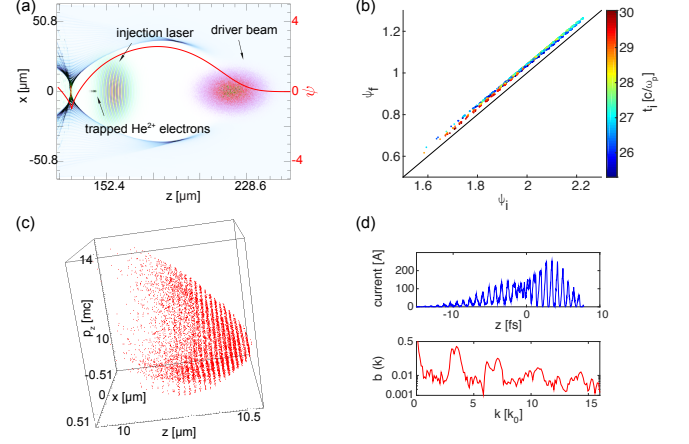 (a)
50.8
0
-50.8
x [µm]
injection laser
driver beam
trapped He²⁺ electrons
4
0
-4
ψ
152.4
228.6
z [µm]
(b)
1.2
1
0.8
0.6
ψf
1.6
1.8
2
2.2
ψi
30
29
28
27
26
ti [c/ωp]
(c)
14
10
pz [mc]
0.51
0
0.51
x [µm]
10
10.5
z [µm]
(d)
200
100
0
current [A]
-10
0
10
z [fs]
0.5
0.01
0.001
b (k)
0
5
10
15
k [k₀]